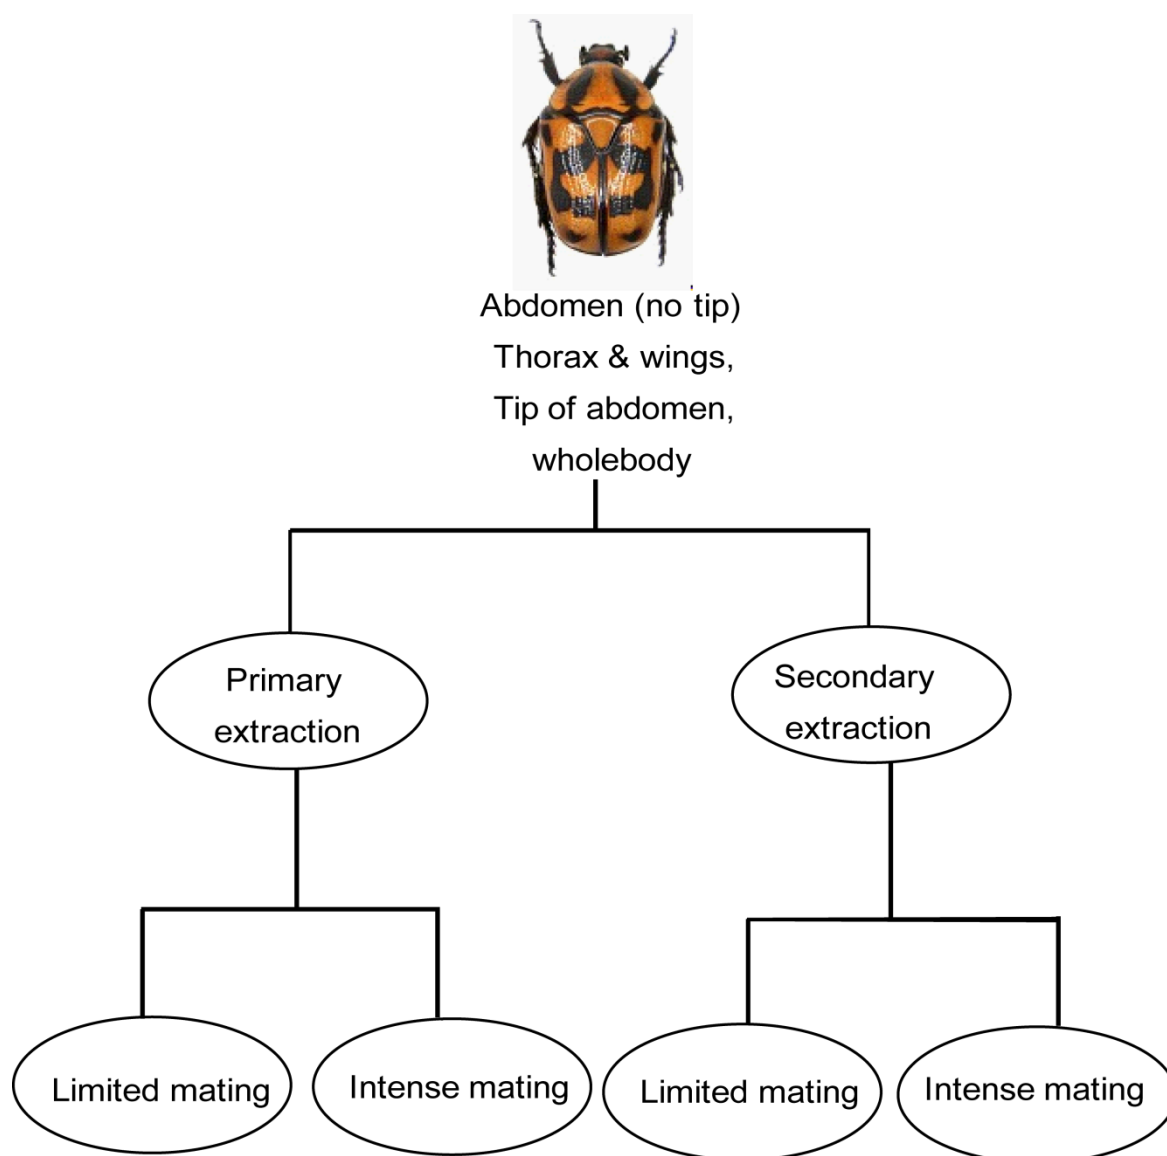 Abdomen (no tip)
Thorax & wings,
Tip of abdomen,
wholebody
Primary
extraction
Secondary
extraction
Limited mating
Intense mating
Limited mating
Intense mating